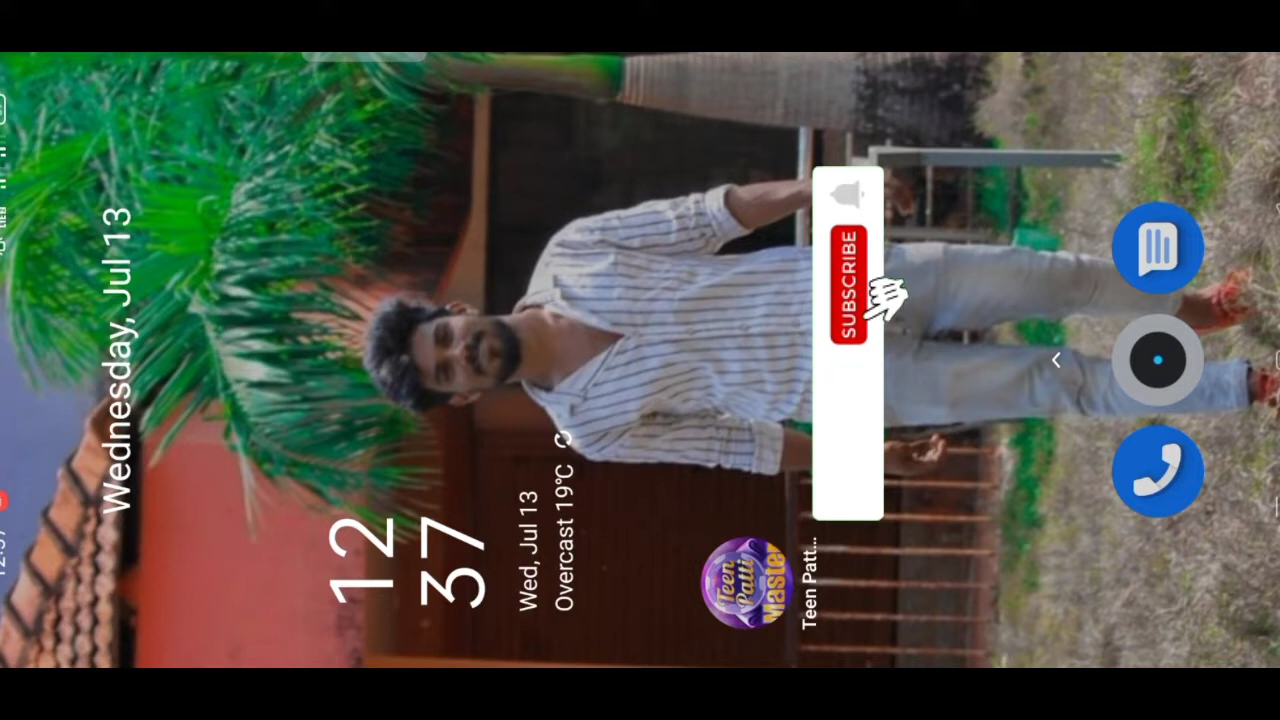 Wednesday, Jul 13
12
37
Wed, Jul 13
Overcast 19°C
Teen
Patti
Master
Teen Patt...
SUBSCRIBE